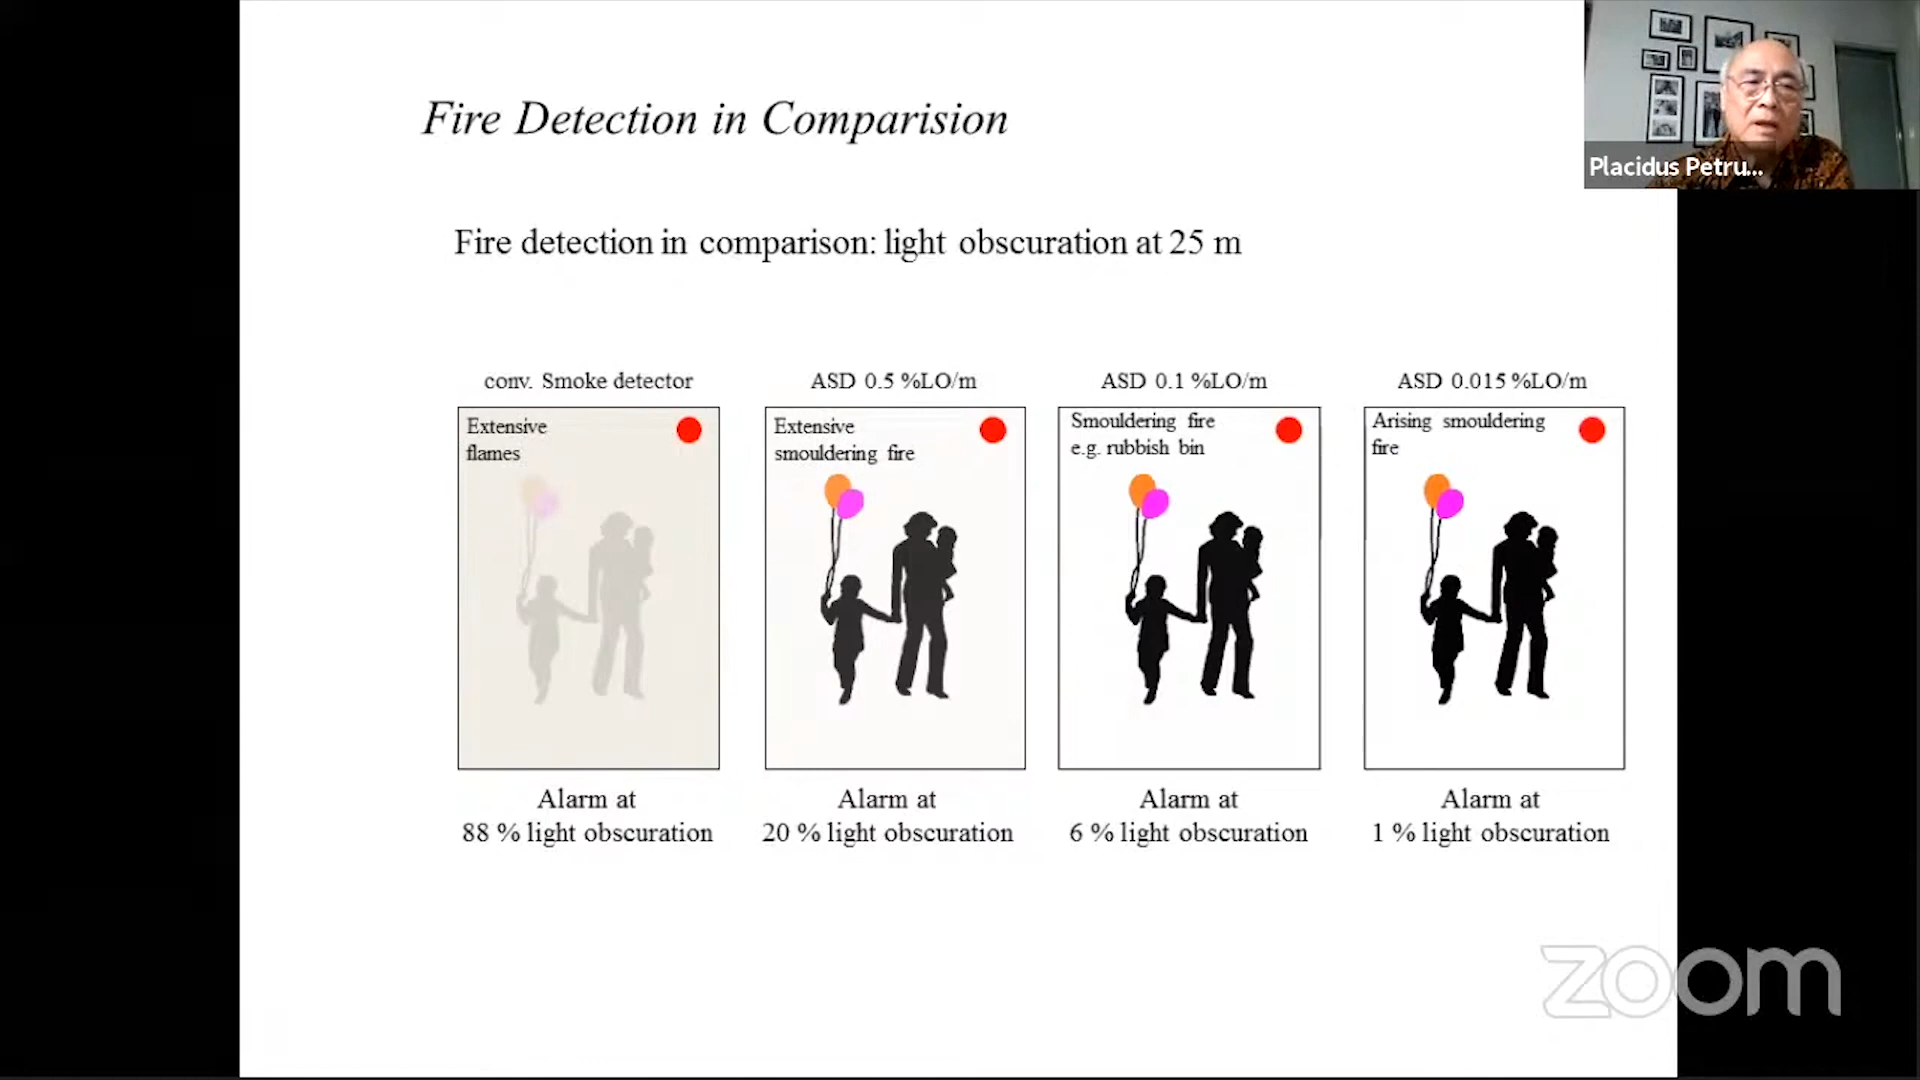 Fire Detection in Comparision
Placidus Petru...
Fire detection in comparison: light obscuration at 25 m
conv. Smoke detector
Extensive
flames
Alarm at
88 % light obscuration
ASD 0.5 %LO/m
Extensive
smouldering fire
Alarm at
20 % light obscuration
ASD 0.1 %LO/m
Smouldering fire
e.g. rubbish bin
Alarm at
6 % light obscuration
ASD 0.015 %LO/m
Arising smouldering
fire
Alarm at
1 % light obscuration
zoom